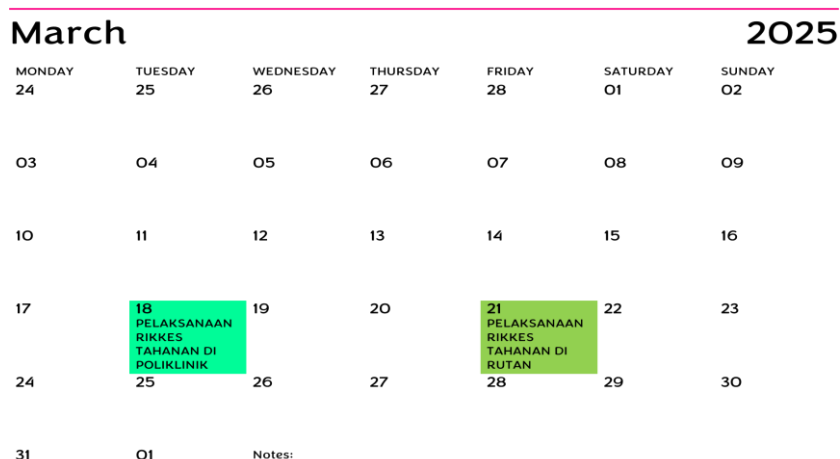 March 2025
MONDAY TUESDAY WEDNESDAY THURSDAY FRIDAY SATURDAY SUNDAY
24 25 26 27 28 01 02
03 04 05 06 07 08 09
10 11 12 13 14 15 16
17 18 19 20 21 22 23
PELAKSANAAN PELAKSANAAN
RIKKES RIKKES
TAHANAN DI TAHANAN DI
POLIKLINIK RUTAN
24 25 26 27 28 29 30
31 01 Notes: